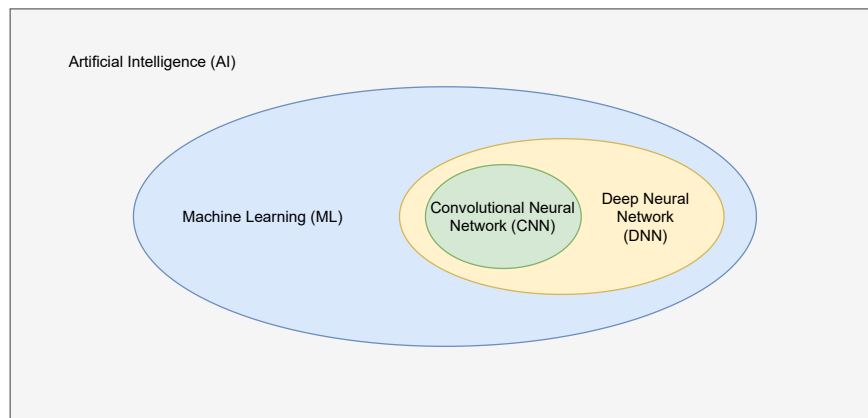 Artificial Intelligence (AI)
Machine Learning (ML)
Convolutional Neural
Network (CNN)
Deep Neural
Network
(DNN)